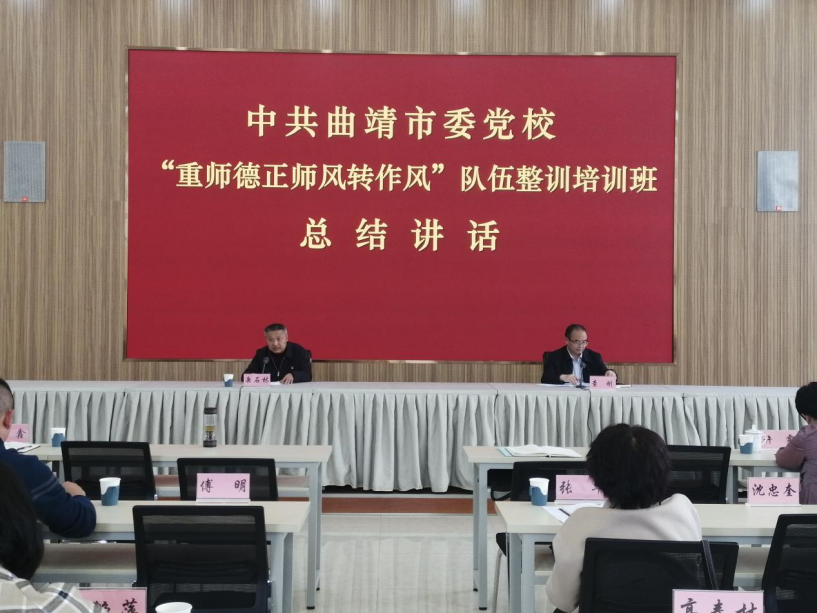 中共曲靖市委党校
“重师德正师风转作风”队伍整训培训班
总结讲话
傅明
沈忠奎